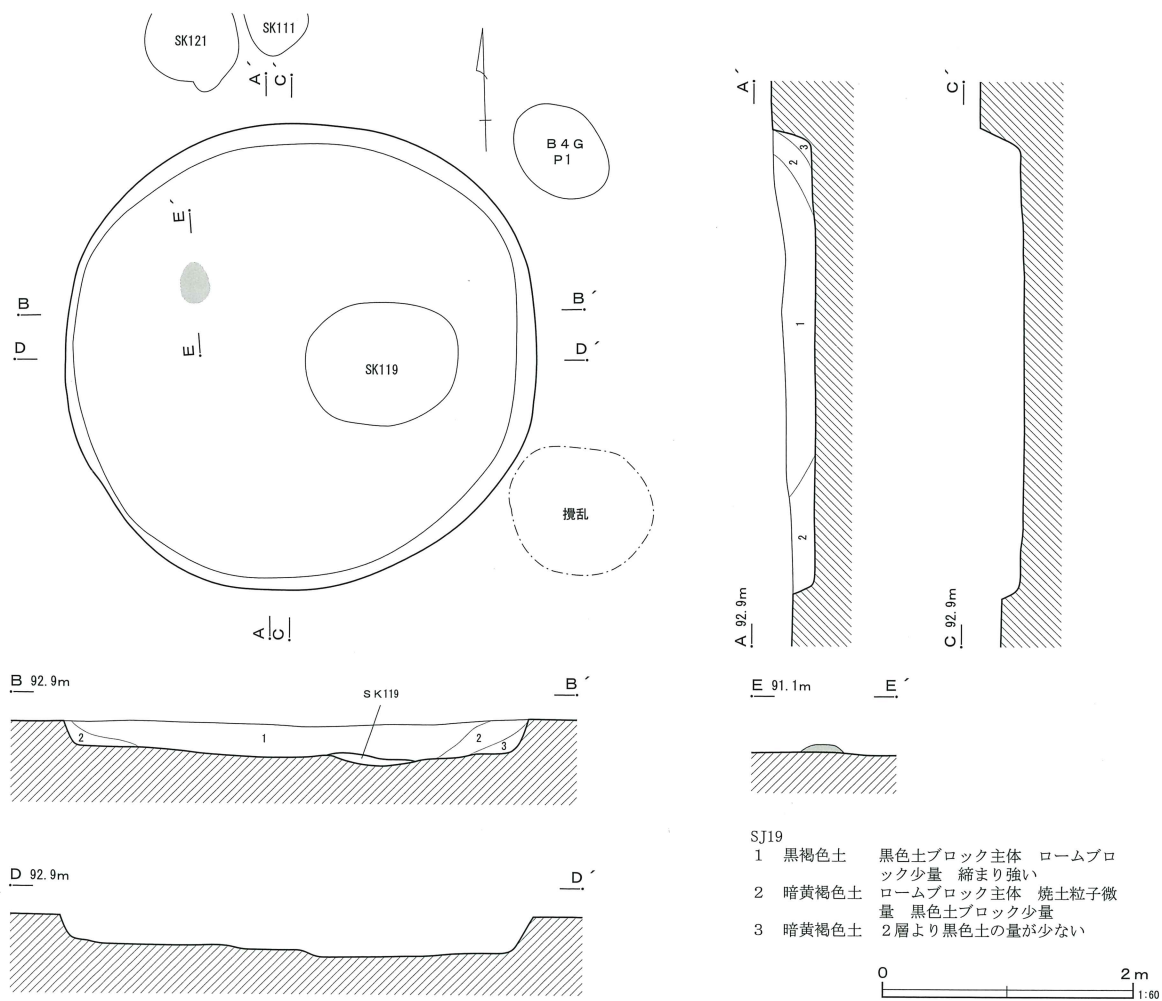 SK121
SK111
A´
C´
B4G
P1
E´
B
B´
D
D´
E
SK119
攪乱
A
C
A´
3
2
1
2
A 92.9m
C´
C 92.9m
B 92.9m
B´
SK119
2
1
2
3
E 91.1m
E´
D 92.9m
D´
SJ19
1 黒褐色土 黒色土ブロック主体 ロームブロ
ック少量 締まり強い
2 暗黄褐色土 ロームブロック主体 焼土粒子微
量 黒色土ブロック少量
3 暗黄褐色土 2層より黒色土の量が少ない
0 2m
1:60